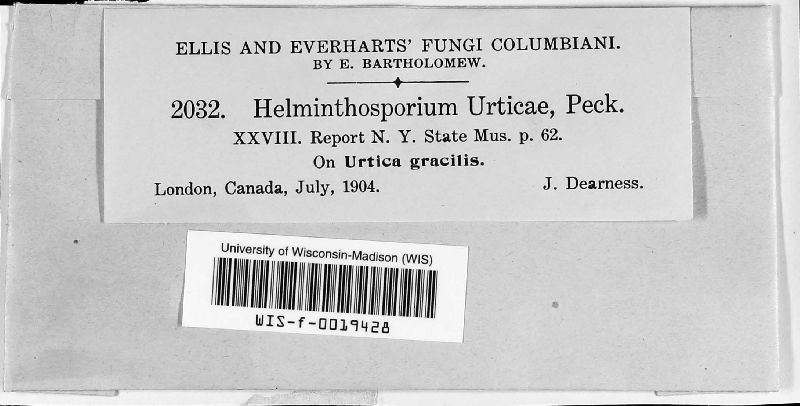 ELLIS AND EVERHARTS' FUNGI COLUMBIANI.
BY E. BARTHOLOMEW.
2032. Helminthosporium Urticae, Peck.
XXVIII. Report N. Y. State Mus. p. 62.
On Urtica gracilis.
London, Canada, July, 1904. J. Dearness.
University of Wisconsin-Madison (WIS)
WIS-f-0019428